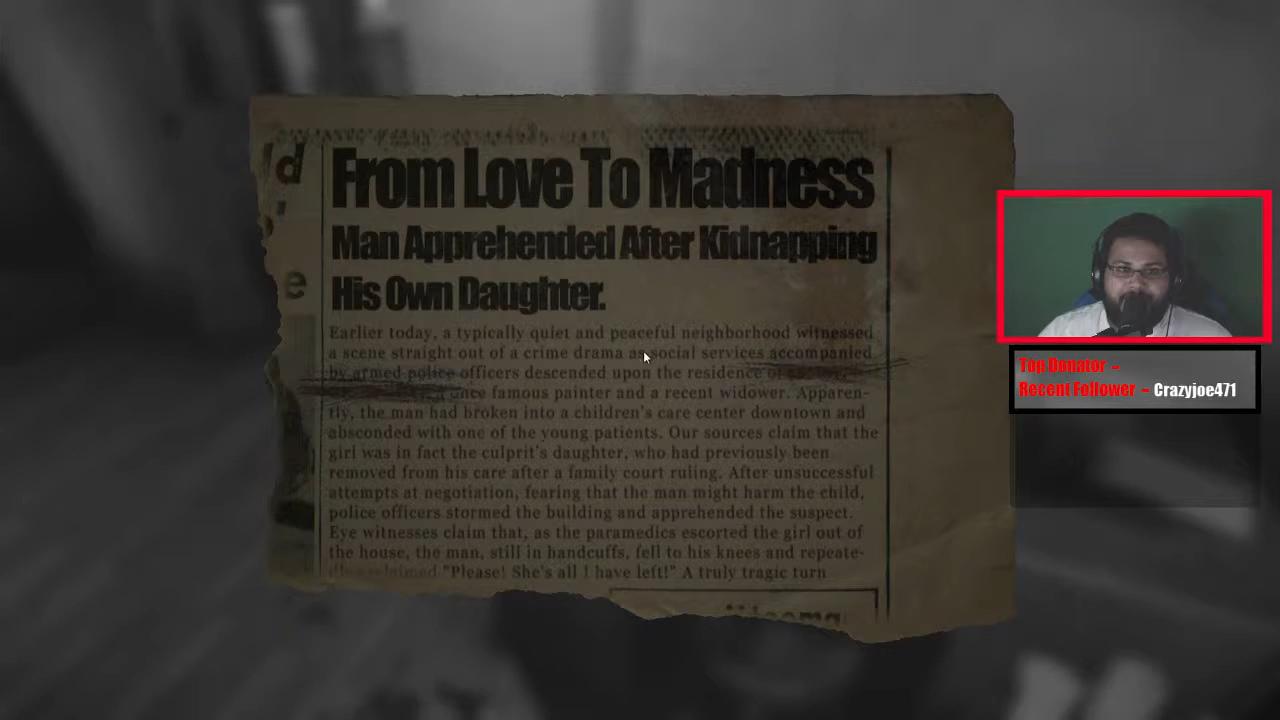 d
e
From Love To Madness
Man Apprehended After Kidnapping
His Own Daughter.
Earlier today, a typically quiet and peaceful neighborhood witnessed
a scene straight out of a crime drama as social services accompanied
by armed police officers descended upon the residence of
once famous painter and a recent widower. Apparen-
tly, the man had broken into a children's care center downtown and
absconded with one of the young patients. Our sources claim that the
girl was in fact the culprit's daughter, who had previously been
removed from his care after a family court ruling. After unsuccessful
attempts at negotiation, fearing that the man might harm the child,
police officers stormed the building and apprehended the suspect.
Eye witnesses claim that, as the paramedics escorted the girl out of
the house, the man, still in handcuffs, fell to his knees and repeate-
"Please! She's all I have left!" A truly tragic turn
Top Donator -
Recent Follower - Crazyjoe471